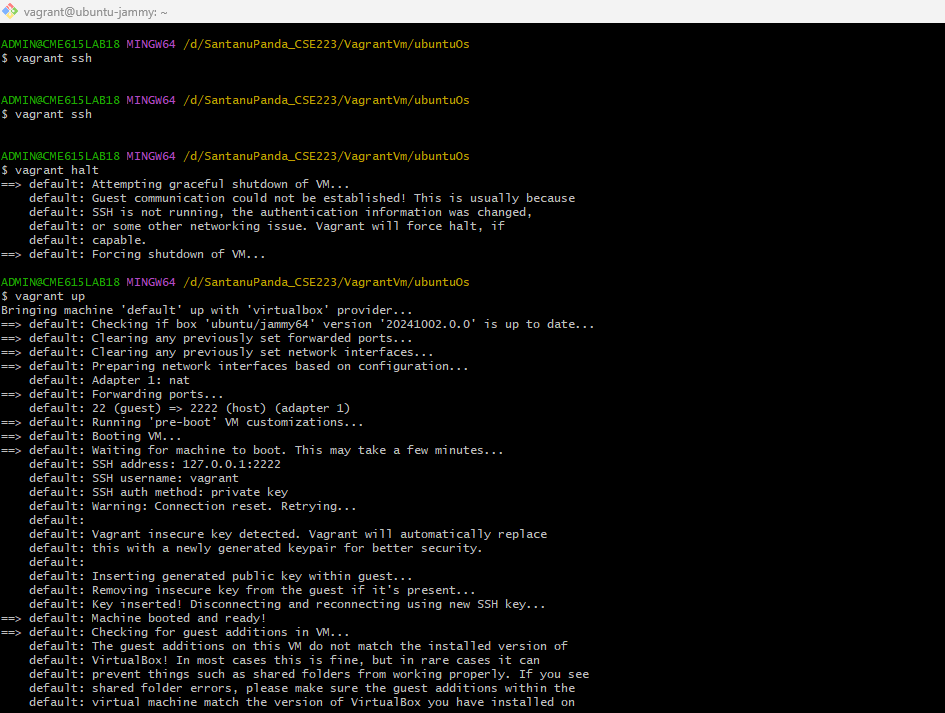 vagrant@ubuntu-jammy: ~
ADMIN@CME615LAB18 MINGW64 /d/SantanuPanda_CSE223/VagrantVm/ubuntuOs
$ vagrant ssh
ADMIN@CME615LAB18 MINGW64 /d/SantanuPanda_CSE223/VagrantVm/ubuntuOs
$ vagrant ssh
ADMIN@CME615LAB18 MINGW64 /d/SantanuPanda_CSE223/VagrantVm/ubuntuOs
$ vagrant halt
==> default: Attempting graceful shutdown of VM...
    default: Guest communication could not be established! This is usually because
    default: SSH is not running, the authentication information was changed,
    default: or some other networking issue. Vagrant will force halt, if
    default: capable.
==> default: Forcing shutdown of VM...
ADMIN@CME615LAB18 MINGW64 /d/SantanuPanda_CSE223/VagrantVm/ubuntuOs
$ vagrant up
Bringing machine 'default' up with 'virtualbox' provider...
==> default: Checking if box 'ubuntu/jammy64' version '20241002.0.0' is up to date...
==> default: Clearing any previously set forwarded ports...
==> default: Clearing any previously set network interfaces...
==> default: Preparing network interfaces based on configuration...
    default: Adapter 1: nat
==> default: Forwarding ports...
    default: 22 (guest) => 2222 (host) (adapter 1)
==> default: Running 'pre-boot' VM customizations...
==> default: Booting VM...
==> default: Waiting for machine to boot. This may take a few minutes...
    default: SSH address: 127.0.0.1:2222
    default: SSH username: vagrant
    default: SSH auth method: private key
    default: Warning: Connection reset. Retrying...
    default:
    default: Vagrant insecure key detected. Vagrant will automatically replace
    default: this with a newly generated keypair for better security.
    default:
    default: Inserting generated public key within guest...
    default: Removing insecure key from the guest if it's present...
    default: Key inserted! Disconnecting and reconnecting using new SSH key...
==> default: Machine booted and ready!
==> default: Checking for guest additions in VM...
    default: The guest additions on this VM do not match the installed version of
    default: VirtualBox! In most cases this is fine, but in rare cases it can
    default: prevent things such as shared folders from working properly. If you see
    default: shared folder errors, please make sure the guest additions within the
    default: virtual machine match the version of VirtualBox you have installed on